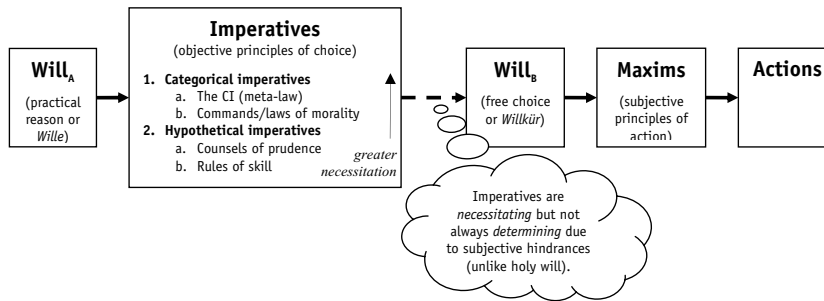 Will_A
(practical
reason or
Wille)
Imperatives
(objective principles of choice)
1. Categorical imperatives
a. The CI (meta-law)
b. Commands/laws of morality
2. Hypothetical imperatives
a. Counsels of prudence
b. Rules of skill
greater
necessitation
Will_B
(free choice
or Willkür)
Maxims
(subjective
principles of
action)
Actions
Imperatives are
necessitating but not
always determining due
to subjective hindrances
(unlike holy will).